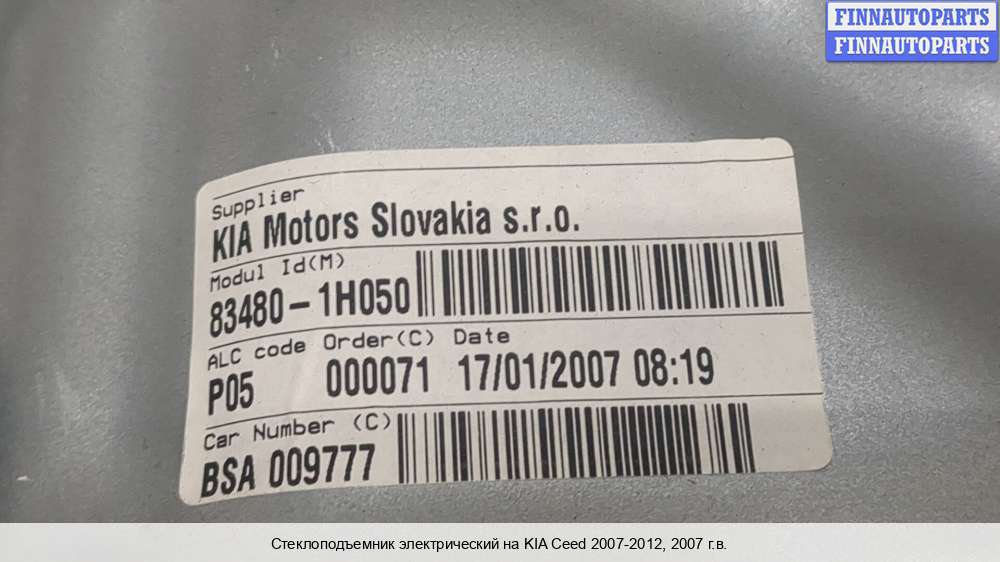 FINNAUTOPARTS
FINNAUTOPARTS
Supplier
KIA Motors Slovakia s.r.o.
Modul Id(M)
83480-1H050
ALC code Order(C) Date
P05 000071 17/01/2007 08:19
Car Number (C)
BSA 009777
Стеклоподъемник электрический на KIA Ceed 2007-2012, 2007 г.в.